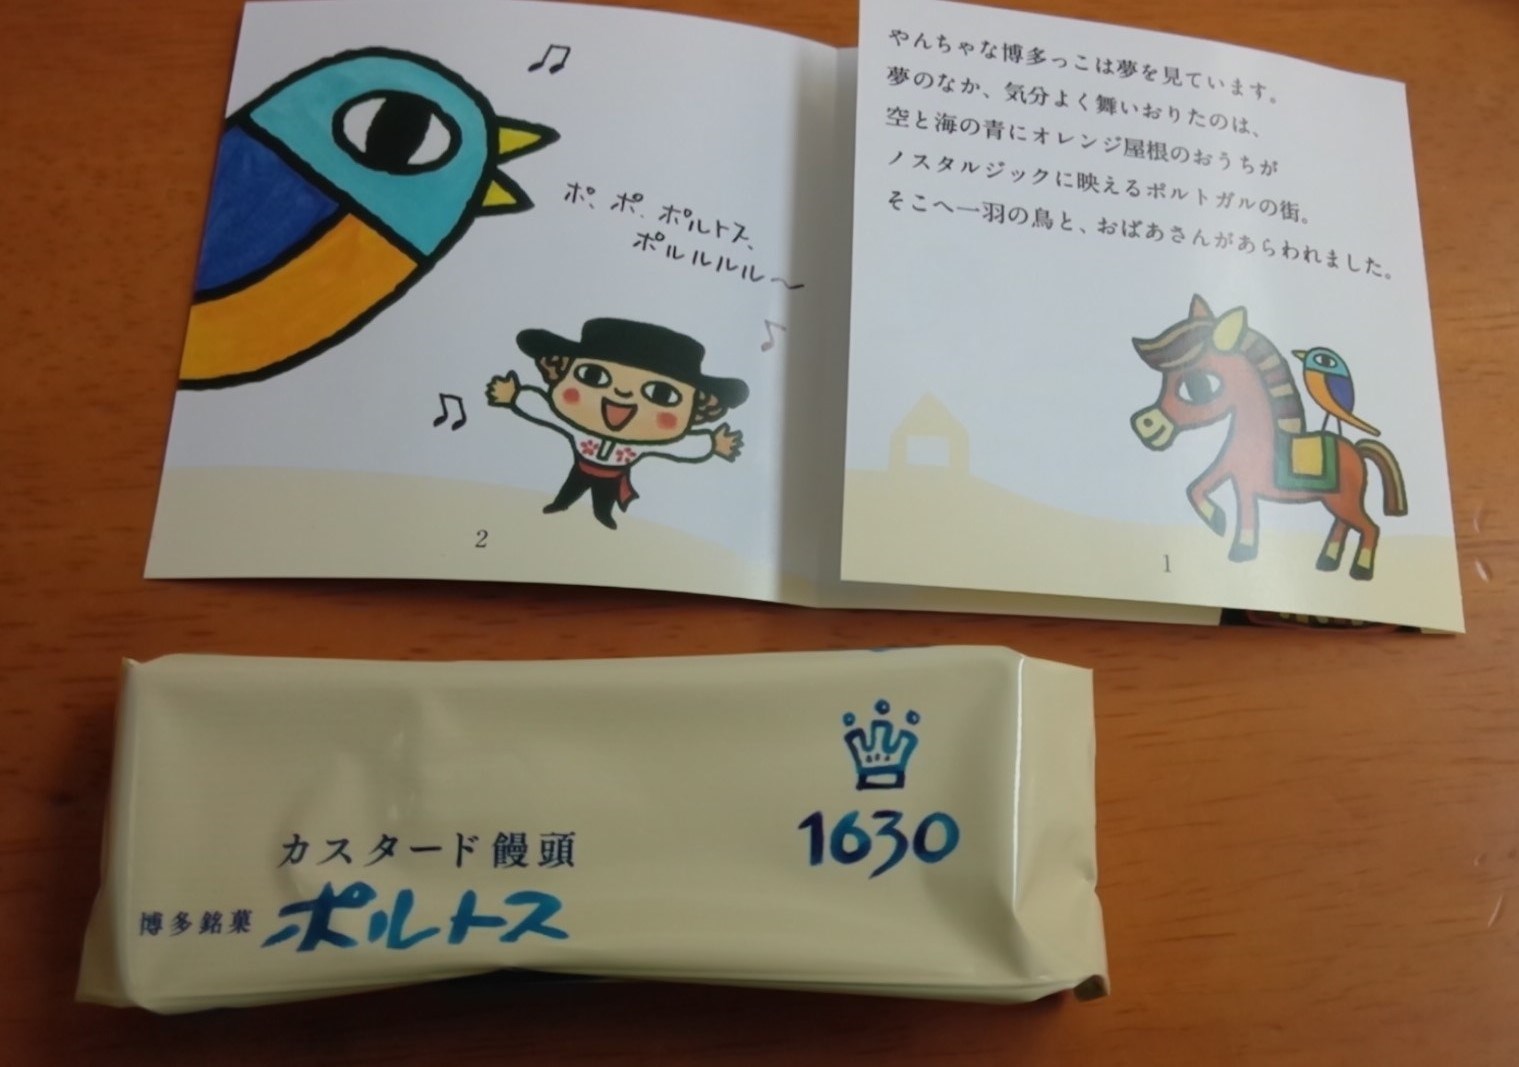 ポ、ポ、ポルトス、
ポルルルル〜
2
やんちゃな博多っこは夢を見ています。
夢のなか、気分よく舞いおりたのは、
空と海の青にオレンジ屋根のおうちが
ノスタルジックに映えるポルトガルの街。
そこへ一羽の鳥と、おばあさんがあらわれました。
1
1630
カスタード饅頭
博多銘菓 ポルトス